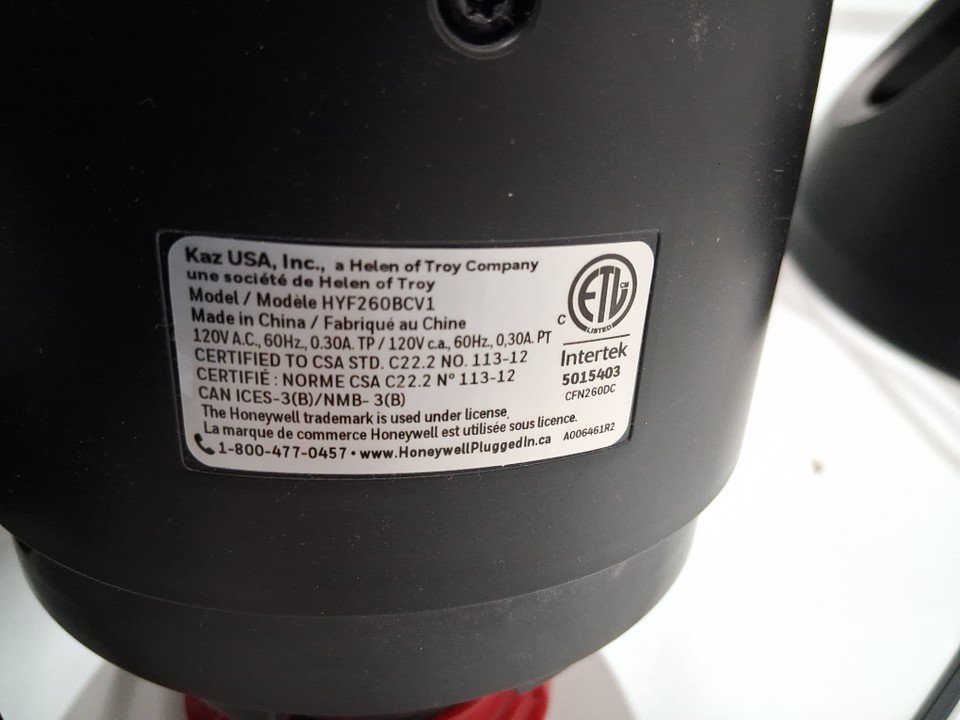 Kaz USA, Inc., a Helen of Troy Company
une société de Helen of Troy
Model / Modèle HYF260BCV1
Made in China / Fabriqué au Chine
120V A.C., 60Hz., 0.30A. TP / 120V c.a., 60Hz., 0,30A. PT
CERTIFIED TO CSA STD. C22.2 NO. 113-12
CERTIFIÉ : NORME CSA C22.2 N° 113-12
CAN ICES-3(B)/NMB- 3(B)
The Honeywell trademark is used under license.
La marque de commerce Honeywell est utilisée sous licence.
1-800-477-0457 • www.HoneywellPluggedIn.ca
ETL CM
C LISTED
Intertek
5015403
CFN260DC
A006461R2